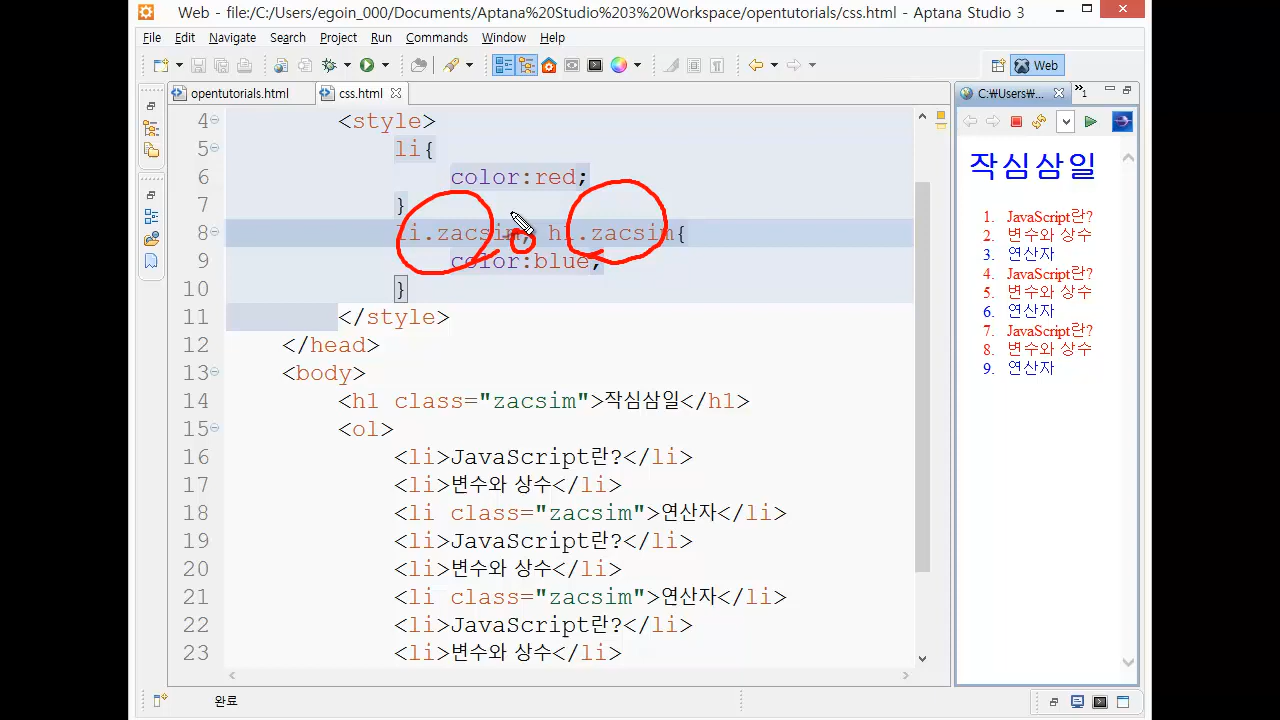 Web - file:/C:/Users/egoin_000/Documents/Aptana%20Studio%203%20Workspace/opentutorials/css.html - Aptana Studio 3
File Edit Navigate Search Project Run Commands Window Help
Web
opentutorials.html css.html C:₩Users₩... »1
4 <style>
5 li{
6 color:red;
7 }
8 li.zacsim, h1.zacsim{
9 color:blue;
10 }
11 </style>
12 </head>
13 <body>
14 <h1 class="zacsim">작심삼일</h1>
15 <ol>
16 <li>JavaScript란?</li>
17 <li>변수와 상수</li>
18 <li class="zacsim">연산자</li>
19 <li>JavaScript란?</li>
20 <li>변수와 상수</li>
21 <li class="zacsim">연산자</li>
22 <li>JavaScript란?</li>
23 <li>변수와 상수</li>
작심삼일
1. JavaScript란?
2. 변수와 상수
3. 연산자
4. JavaScript란?
5. 변수와 상수
6. 연산자
7. JavaScript란?
8. 변수와 상수
9. 연산자
완료